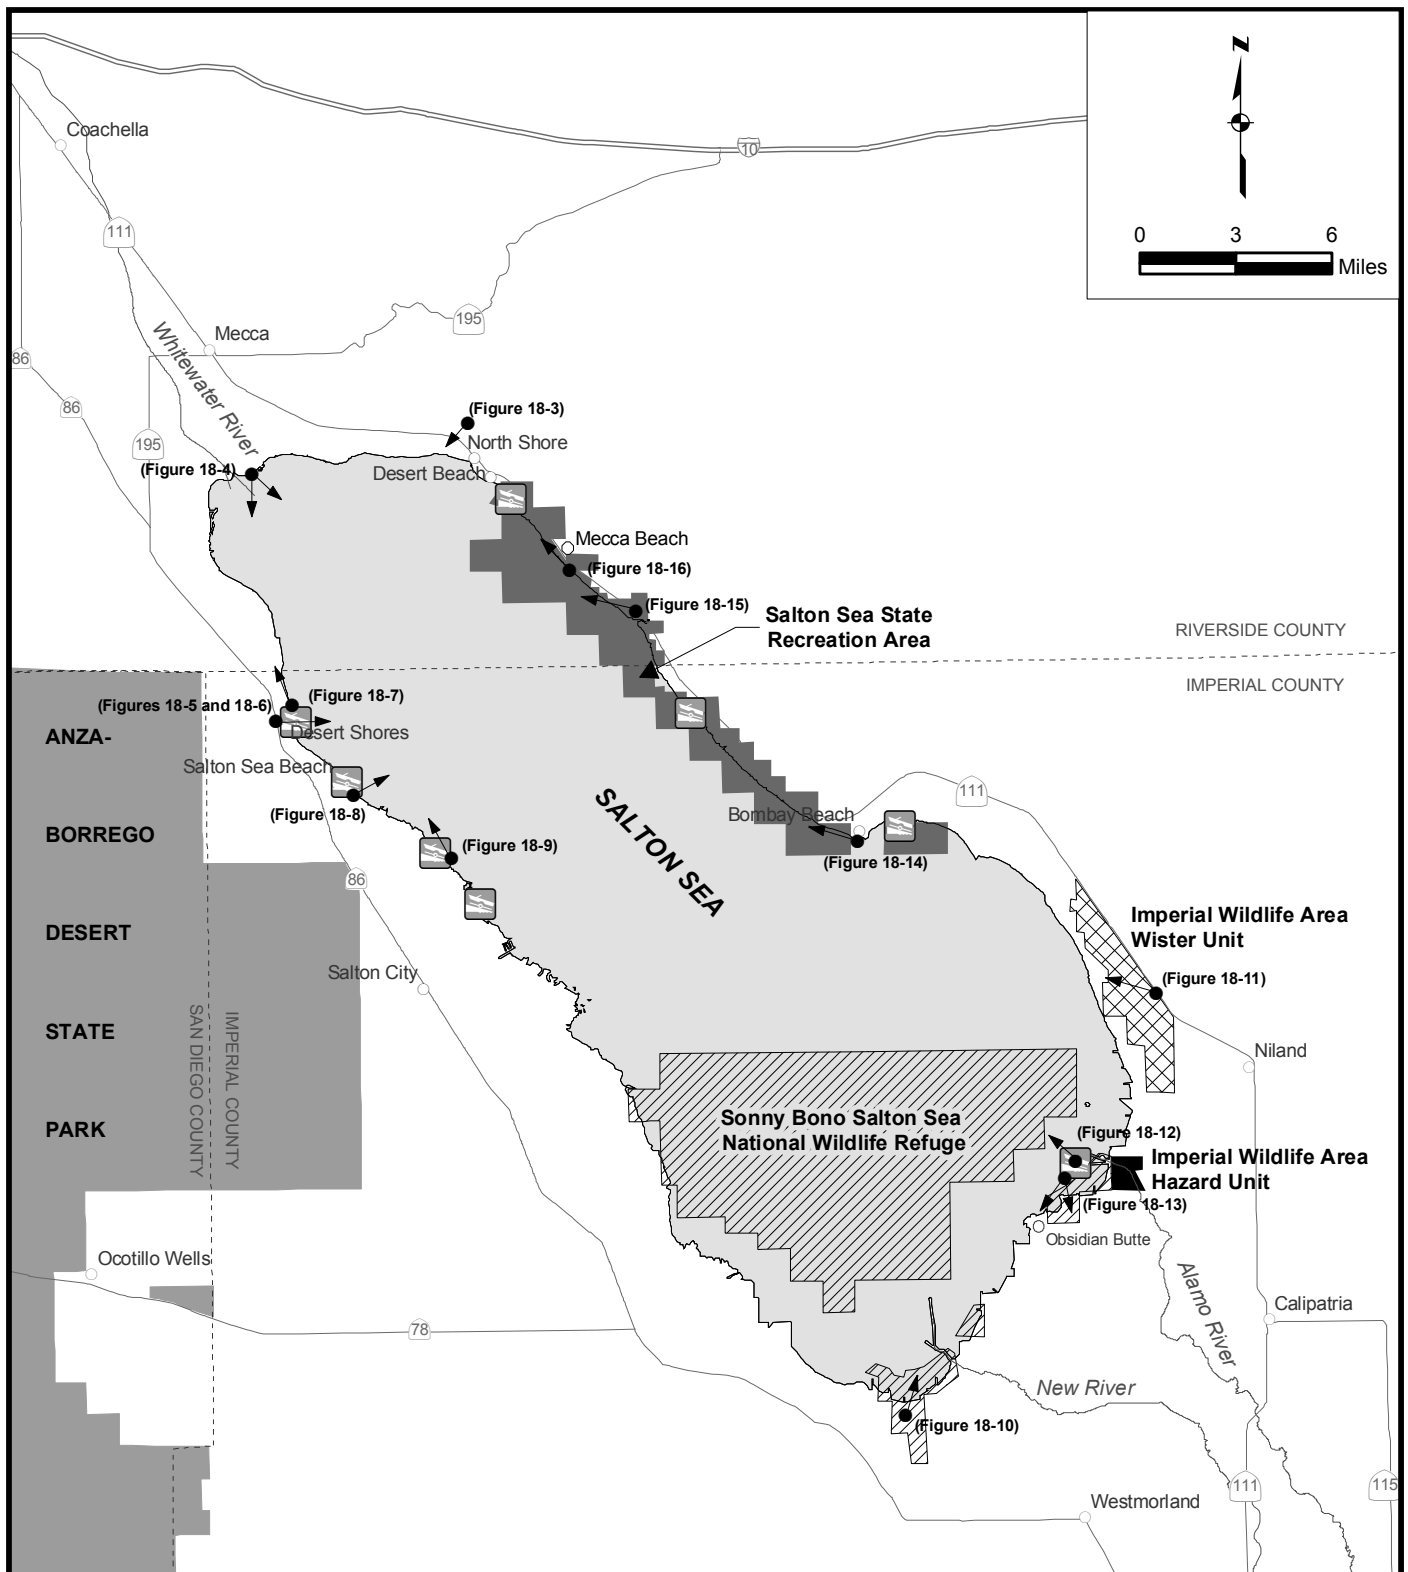 N
0 3 6
Miles
10
Coachella
111
195
Mecca
Whitewater River
86
86
195
(Figure 18-3)
North Shore
(Figure 18-4)
Desert Beach
Mecca Beach
(Figure 18-16)
(Figure 18-15)
Salton Sea State
Recreation Area
RIVERSIDE COUNTY
IMPERIAL COUNTY
(Figure 18-7)
(Figures 18-5 and 18-6)
Desert Shores
ANZA-
BORREGO
DESERT
STATE
PARK
Salton Sea Beach
(Figure 18-8)
(Figure 18-9)
SALTON SEA
Bombay Beach
(Figure 18-14)
111
86
Salton City
SAN DIEGO COUNTY
IMPERIAL COUNTY
Imperial Wildlife Area
Wister Unit
(Figure 18-11)
Niland
Sonny Bono Salton Sea
National Wildlife Refuge
(Figure 18-12)
Imperial Wildlife Area
Hazard Unit
(Figure 18-13)
Obsidian Butte
Ocotillo Wells
78
Alamo River
Calipatria
New River
(Figure 18-10)
111
115
Westmorland